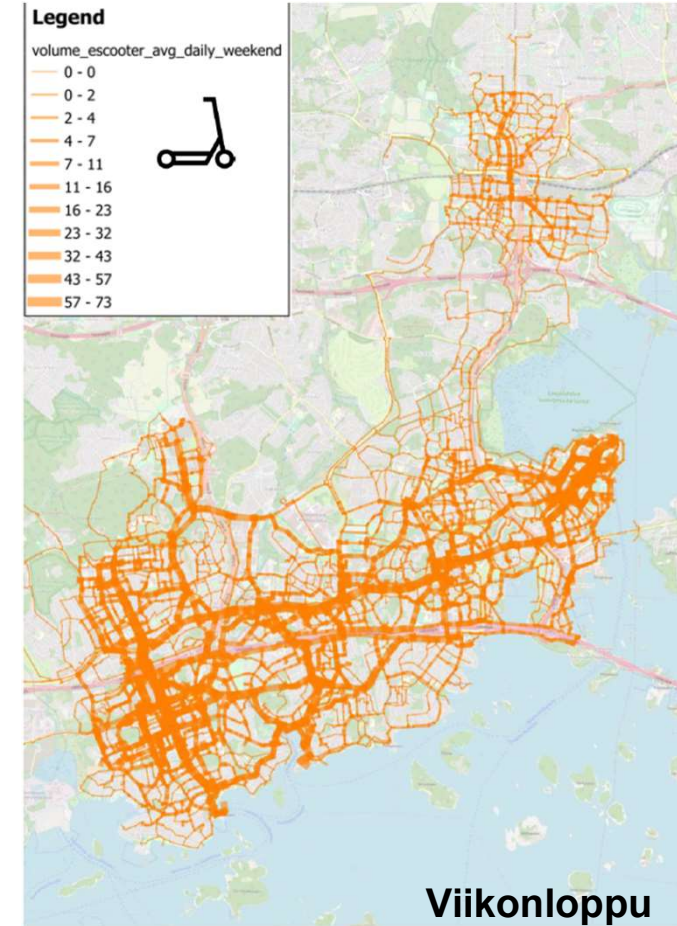 Legend
volume_escooter_avg_daily_weekend
0 - 0
0 - 2
2 - 4
4 - 7
7 - 11
11 - 16
16 - 23
23 - 32
32 - 43
43 - 57
57 - 73
Viikonloppu